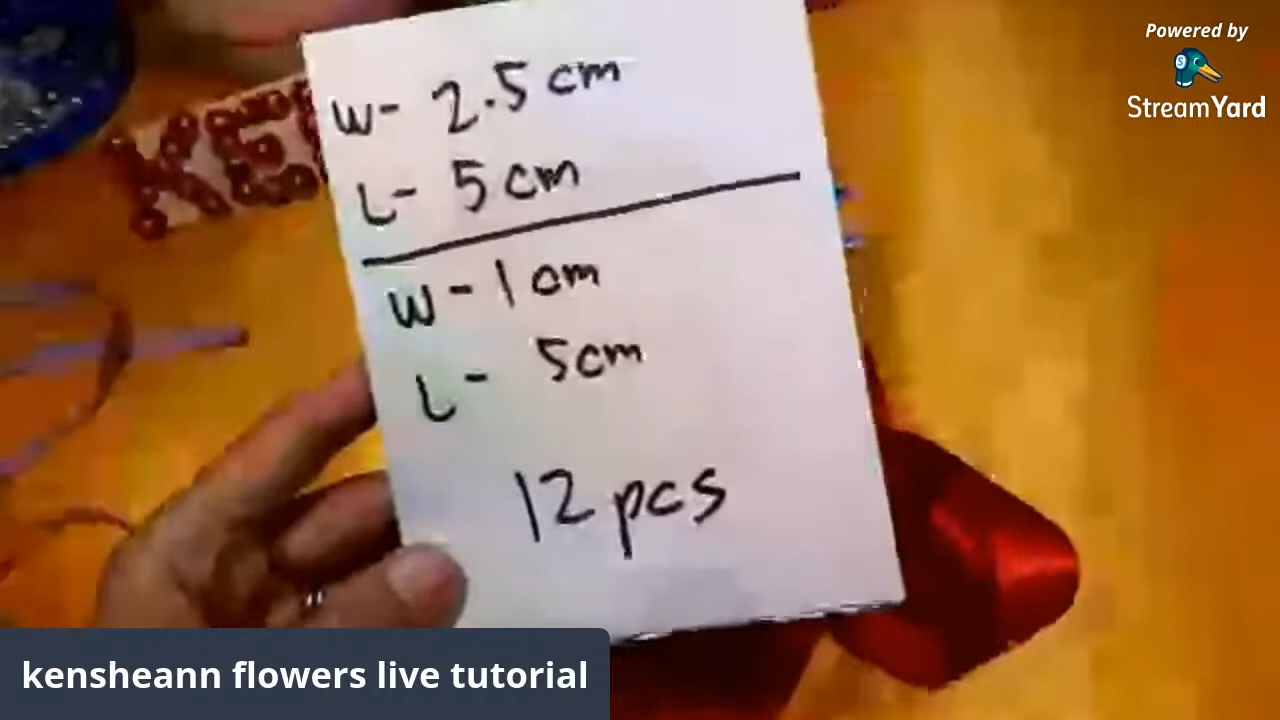 Powered by
StreamYard
W- 2.5 cm
L- 5 cm
W - 1 cm
L - 5cm
12 pcs
kensheann flowers live tutorial